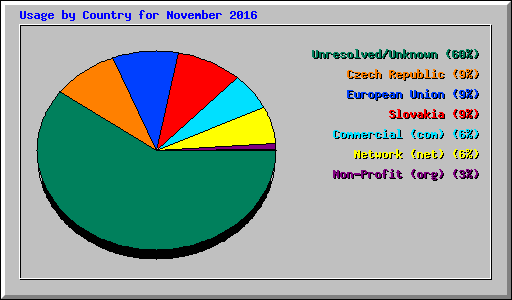 Usage by Country for November 2016
Unresolved/Unknown (60%)
Czech Republic (9%)
European Union (9%)
Slovakia (9%)
Commercial (com) (6%)
Network (net) (6%)
Non-Profit (org) (3%)